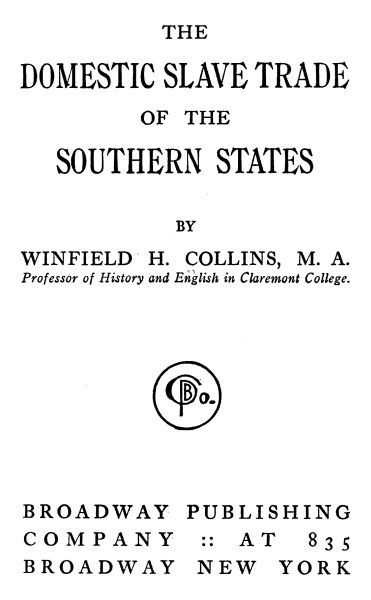 THE
DOMESTIC SLAVE TRADE
OF THE
SOUTHERN STATES
BY
WINFIELD H. COLLINS, M. A.
Professor of History and English in Claremont College.
BPCo.
BROADWAY PUBLISHING
COMPANY :: AT 835
BROADWAY NEW YORK